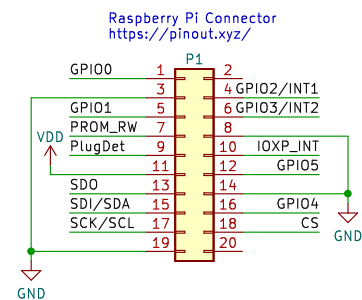 Raspberry Pi Connector
https://pinout.xyz/
P1
GPIO0 1 2
3 4 GPIO2/INT1
GPIO1 5 6 GPIO3/INT2
PROM_RW 7 8
VDD
PlugDet 9 10 IOXP_INT
11 12 GPIO5
SDO 13 14
SDI/SDA 15 16 GPIO4
SCK/SCL 17 18 CS
GND
19 20
GND